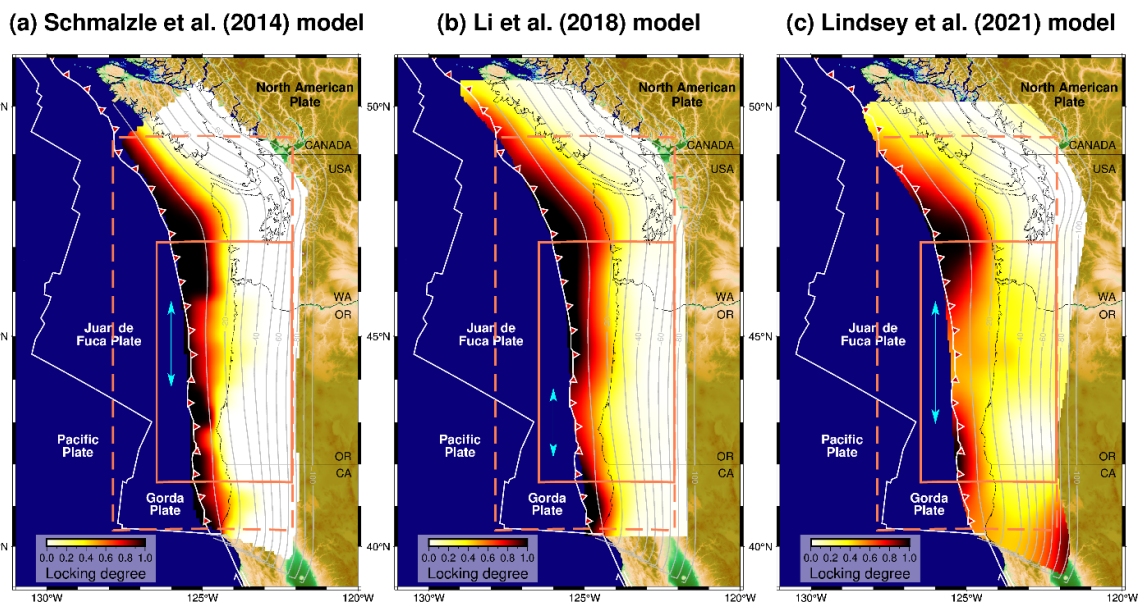 (a) Schmalzle et al. (2014) model
(b) Li et al. (2018) model
(c) Lindsey et al. (2021) model
North American
Plate
CANADA
USA
WA
OR
Juan de
Fuca Plate
Pacific
Plate
OR
CA
Gorda
Plate
0.0 0.2 0.4 0.6 0.8 1.0
Locking degree
North American
Plate
CANADA
USA
WA
OR
Juan de
Fuca Plate
Pacific
Plate
OR
CA
Gorda
Plate
0.0 0.2 0.4 0.6 0.8 1.0
Locking degree
North American
Plate
CANADA
USA
WA
OR
Juan de
Fuca Plate
Pacific
Plate
OR
CA
Gorda
Plate
0.0 0.2 0.4 0.6 0.8 1.0
Locking degree
50°N
45°N
40°N
50°N
45°N
40°N
130°W 125°W 120°W
130°W 125°W 120°W
130°W 125°W 120°W